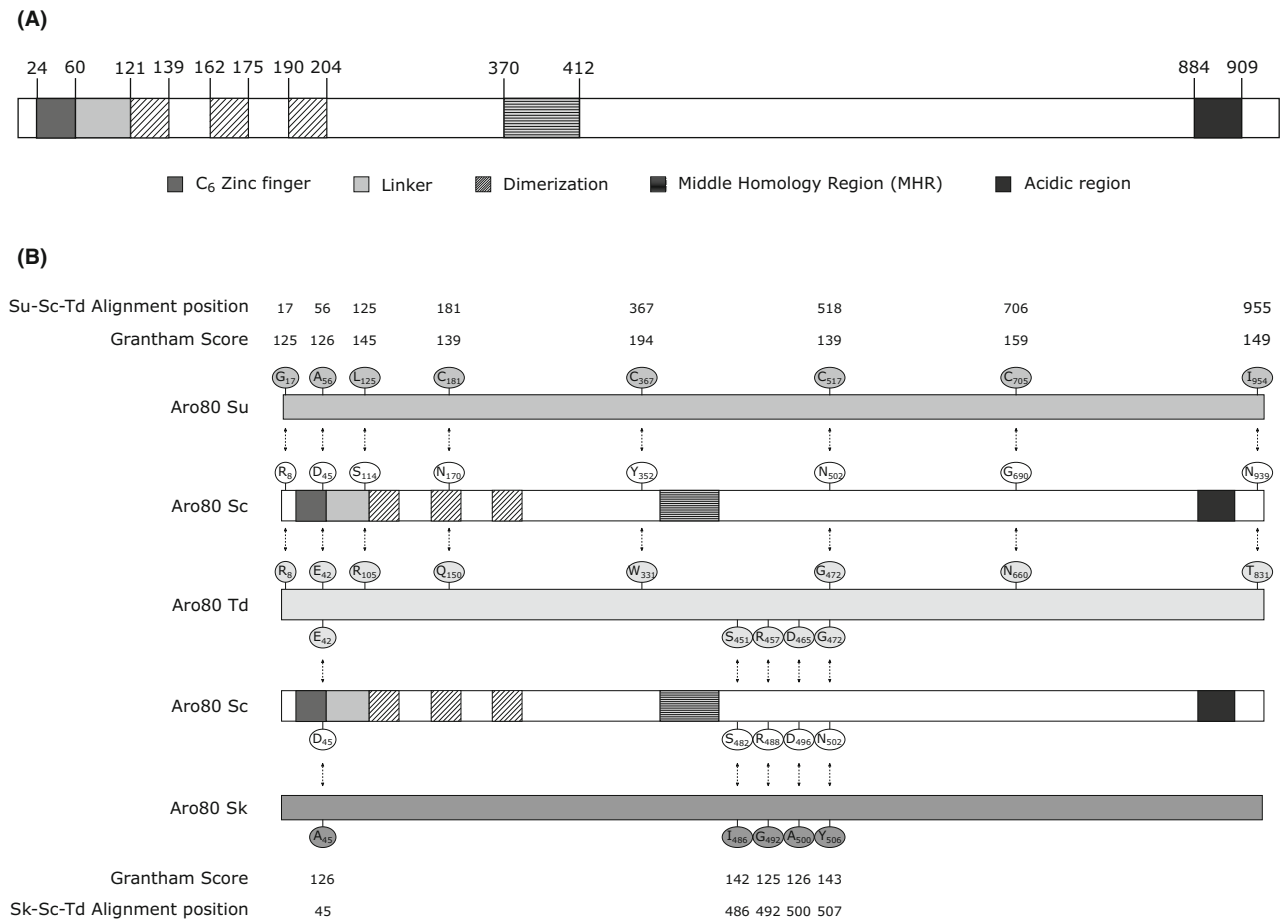 (A)
24 60 121 139 162 175 190 204 370 412 884 909
C₆ Zinc finger Linker Dimerization Middle Homology Region (MHR) Acidic region
(B)
Su-Sc-Td Alignment position 17 56 125 181 367 518 706 955
Grantham Score 125 126 145 139 194 139 159 149
G₁₇ A₅₆ L₁₂₅ C₁₈₁ C₃₆₇ C₅₁₇ C₇₀₅ I₉₅₄
Aro80 Su
R₈ D₄₅ S₁₁₄ N₁₇₀ Y₃₅₂ N₅₀₂ G₆₉₀ N₉₃₉
Aro80 Sc
R₈ E₄₂ R₁₀₅ Q₁₅₀ W₃₃₁ G₄₇₂ N₆₆₀ T₈₃₁
Aro80 Td
E₄₂ S₄₅₁ R₄₅₇ D₄₆₅ G₄₇₂
Aro80 Sc
D₄₅ S₄₈₂ R₄₈₈ D₄₉₆ N₅₀₂
Aro80 Sk
A₄₅ I₄₈₆ G₄₉₂ A₅₀₀ Y₅₀₆
Grantham Score 126 142 125 126 143
Sk-Sc-Td Alignment position 45 486 492 500 507